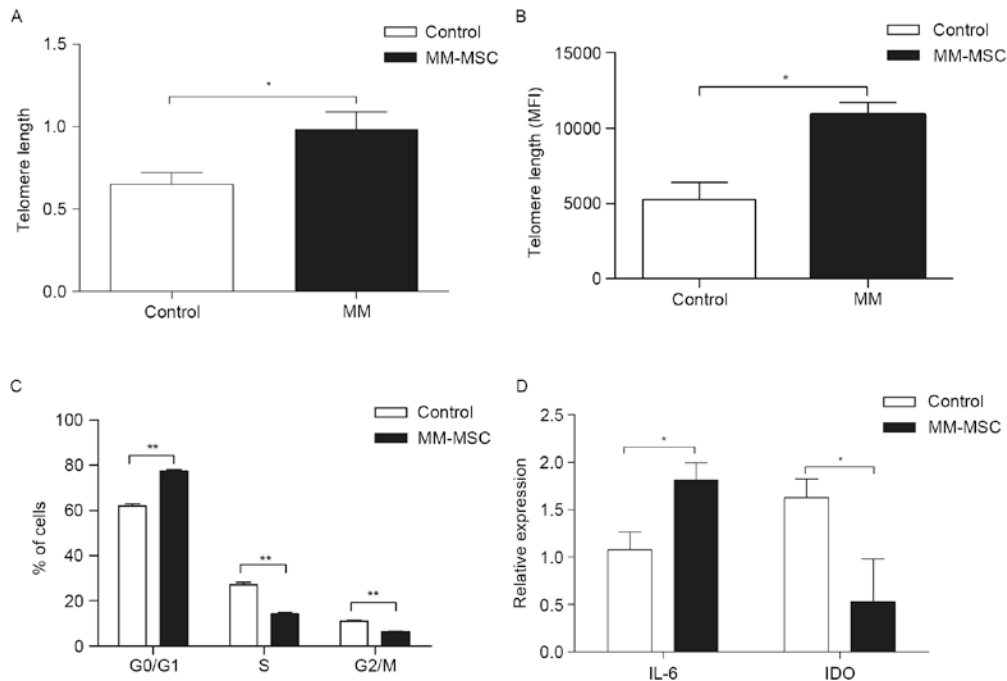 A
Control
MM-MSC
1.5
1.0
0.5
0.0
Telomere length
*
Control
MM
B
Control
MM-MSC
15000
10000
5000
0
Telomere length (MFI)
*
Control
MM
C
Control
MM-MSC
100
80
60
40
20
0
% of cells
**
**
**
G0/G1
S
G2/M
D
Control
MM-MSC
2.5
2.0
1.5
1.0
0.5
0.0
Relative expression
*
*
IL-6
IDO